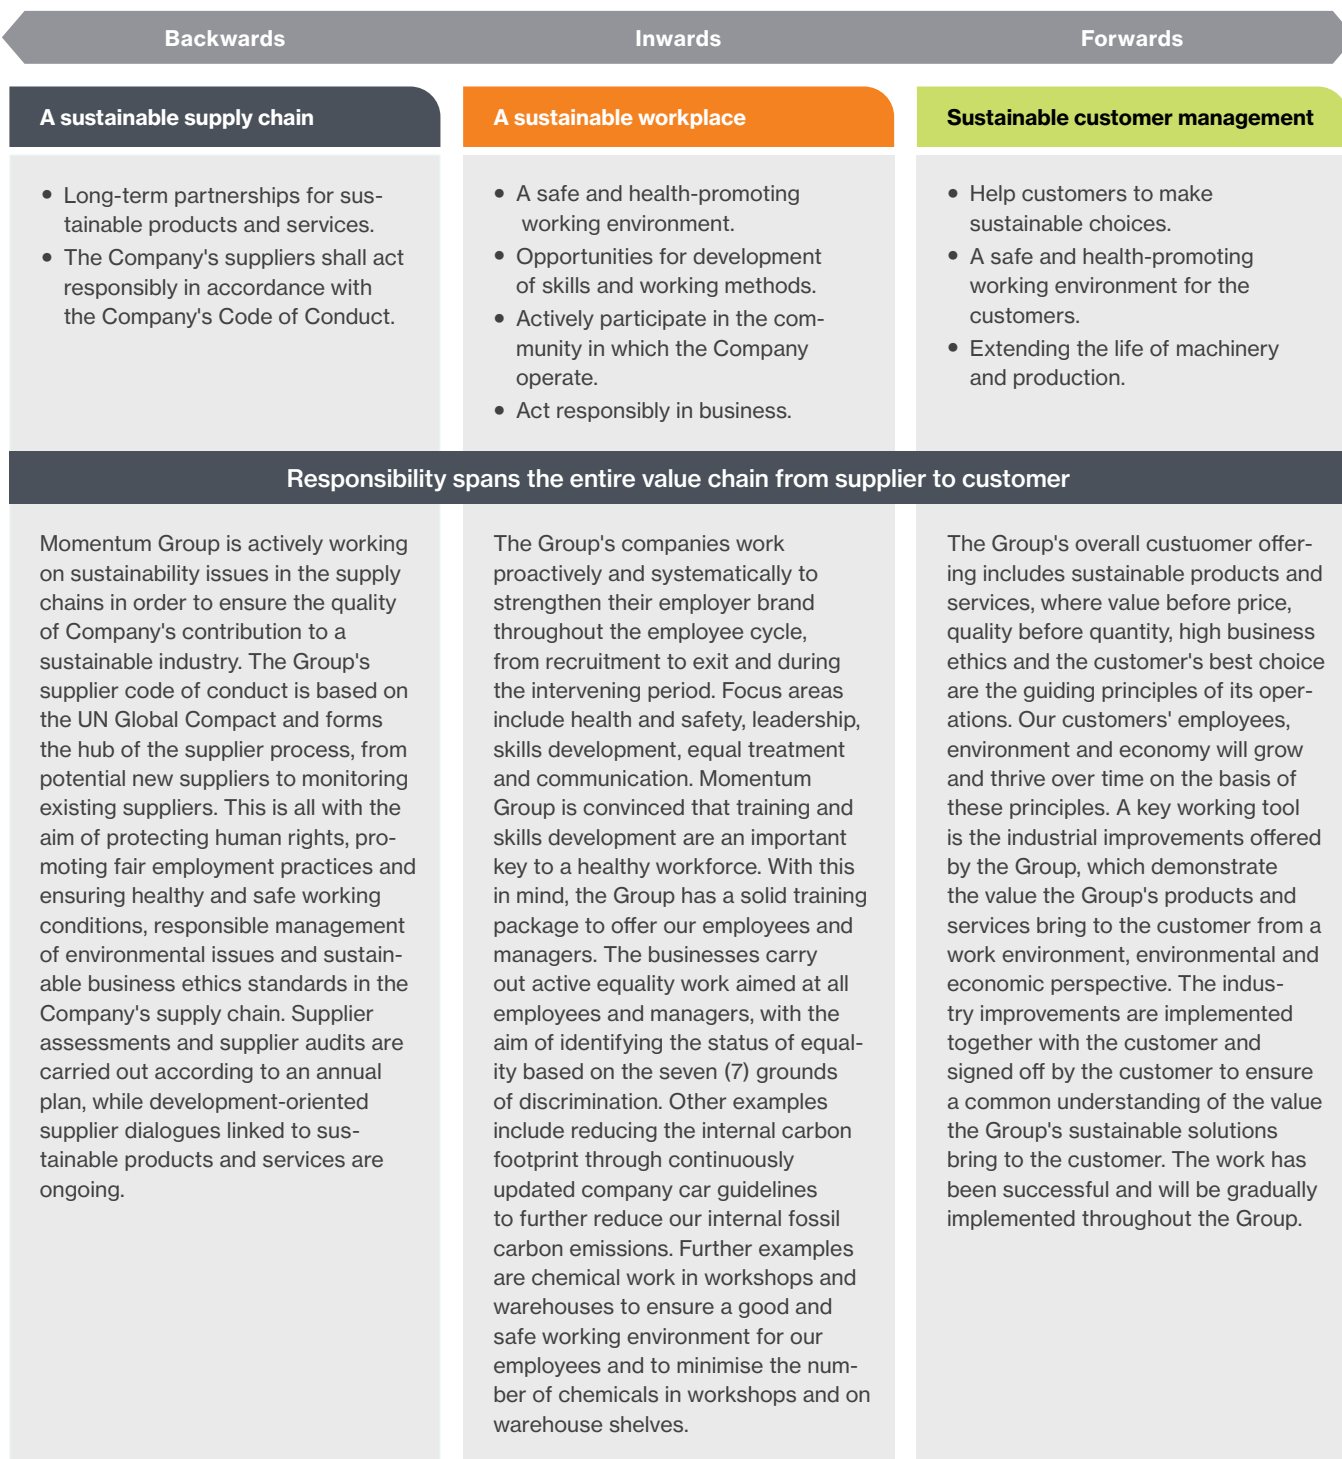 Backwards
Inwards
Forwards
A sustainable supply chain
A sustainable workplace
Sustainable customer management
• Long-term partnerships for sus-
tainable products and services.
• The Company's suppliers shall act
responsibly in accordance with
the Company's Code of Conduct.
• A safe and health-promoting
working environment.
• Opportunities for development
of skills and working methods.
• Actively participate in the com-
munity in which the Company
operate.
• Act responsibly in business.
• Help customers to make
sustainable choices.
• A safe and health-promoting
working environment for the
customers.
• Extending the life of machinery
and production.
Responsibility spans the entire value chain from supplier to customer
Momentum Group is actively working
on sustainability issues in the supply
chains in order to ensure the quality
of Company's contribution to a
sustainable industry. The Group's
supplier code of conduct is based on
the UN Global Compact and forms
the hub of the supplier process, from
potential new suppliers to monitoring
existing suppliers. This is all with the
aim of protecting human rights, pro-
moting fair employment practices and
ensuring healthy and safe working
conditions, responsible management
of environmental issues and sustain-
able business ethics standards in the
Company's supply chain. Supplier
assessments and supplier audits are
carried out according to an annual
plan, while development-oriented
supplier dialogues linked to sus-
tainable products and services are
ongoing.
The Group's companies work
proactively and systematically to
strengthen their employer brand
throughout the employee cycle,
from recruitment to exit and during
the intervening period. Focus areas
include health and safety, leadership,
skills development, equal treatment
and communication. Momentum
Group is convinced that training and
skills development are an important
key to a healthy workforce. With this
in mind, the Group has a solid training
package to offer our employees and
managers. The businesses carry
out active equality work aimed at all
employees and managers, with the
aim of identifying the status of equal-
ity based on the seven (7) grounds
of discrimination. Other examples
include reducing the internal carbon
footprint through continuously
updated company car guidelines
to further reduce our internal fossil
carbon emissions. Further examples
are chemical work in workshops and
warehouses to ensure a good and
safe working environment for our
employees and to minimise the num-
ber of chemicals in workshops and on
warehouse shelves.
The Group's overall custuomer offer-
ing includes sustainable products and
services, where value before price,
quality before quantity, high business
ethics and the customer's best choice
are the guiding principles of its oper-
ations. Our customers' employees,
environment and economy will grow
and thrive over time on the basis of
these principles. A key working tool
is the industrial improvements offered
by the Group, which demonstrate
the value the Group's products and
services bring to the customer from a
work environment, environmental and
economic perspective. The indus-
try improvements are implemented
together with the customer and
signed off by the customer to ensure
a common understanding of the value
the Group's sustainable solutions
bring to the customer. The work has
been successful and will be gradually
implemented throughout the Group.